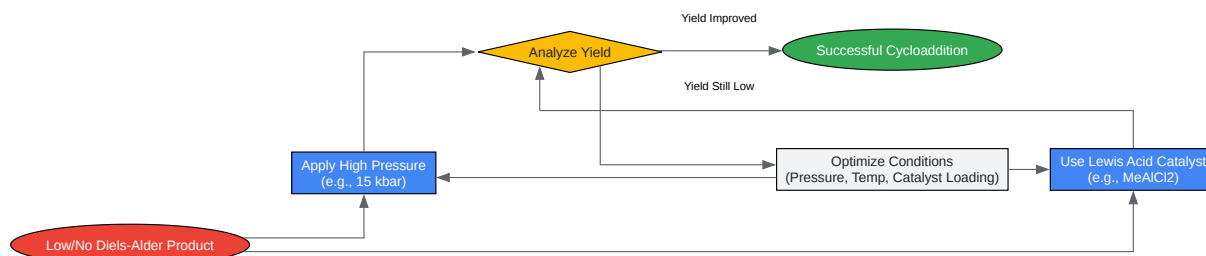 Yield Improved
Analyze Yield
Successful Cycloaddition
Yield Still Low
Apply High Pressure
(e.g., 15 kbar)
Optimize Conditions
(Pressure, Temp, Catalyst Loading)
Use Lewis Acid Catalyst
(e.g., MeAlCl2)
Low/No Diels-Alder Product